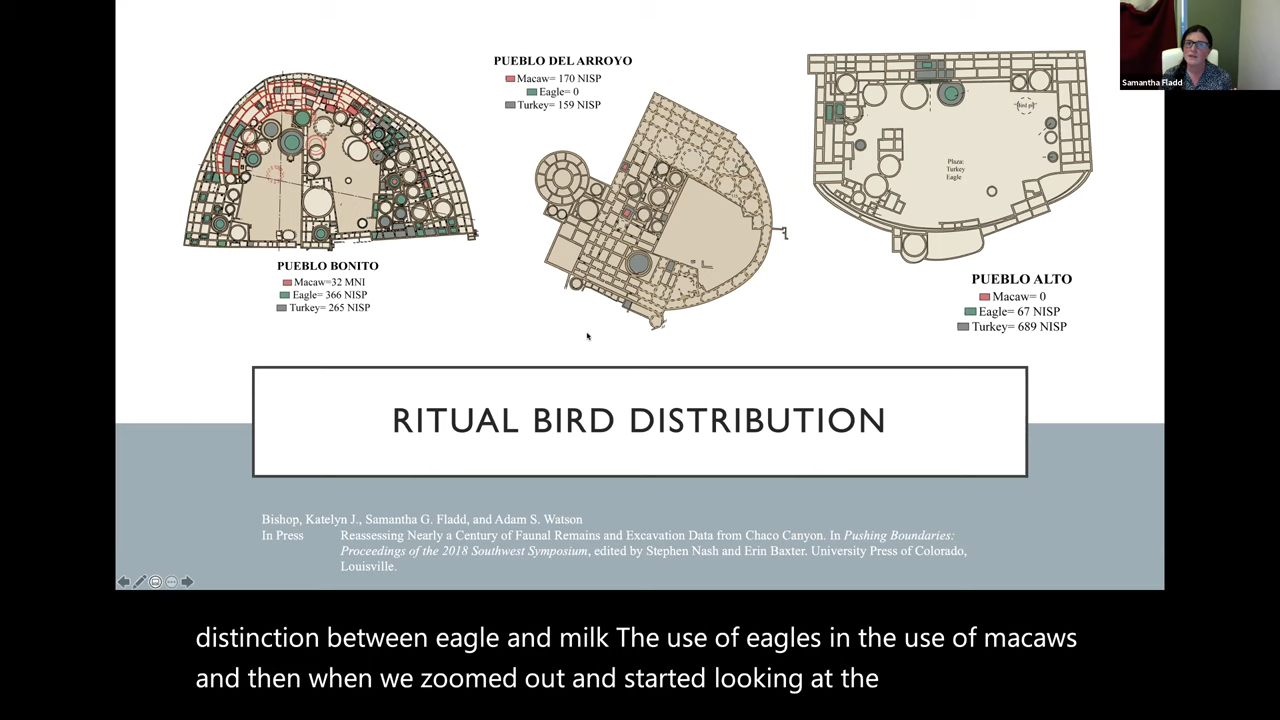 PUEBLO DEL ARROYO
Macaw= 170 NISP
Eagle= 0
Turkey= 159 NISP
PUEBLO BONITO
Macaw=32 MNI
Eagle= 366 NISP
Turkey= 265 NISP
Bird pit
Plaza:
Turkey
Eagle
PUEBLO ALTO
Macaw= 0
Eagle= 67 NISP
Turkey= 689 NISP
Samantha Fladd
RITUAL BIRD DISTRIBUTION
Bishop, Katelyn J., Samantha G. Fladd, and Adam S. Watson
In Press Reassessing Nearly a Century of Faunal Remains and Excavation Data from Chaco Canyon. In Pushing Boundaries:
Proceedings of the 2018 Southwest Symposium, edited by Stephen Nash and Erin Baxter. University Press of Colorado,
Louisville.
distinction between eagle and milk The use of eagles in the use of macaws
and then when we zoomed out and started looking at the